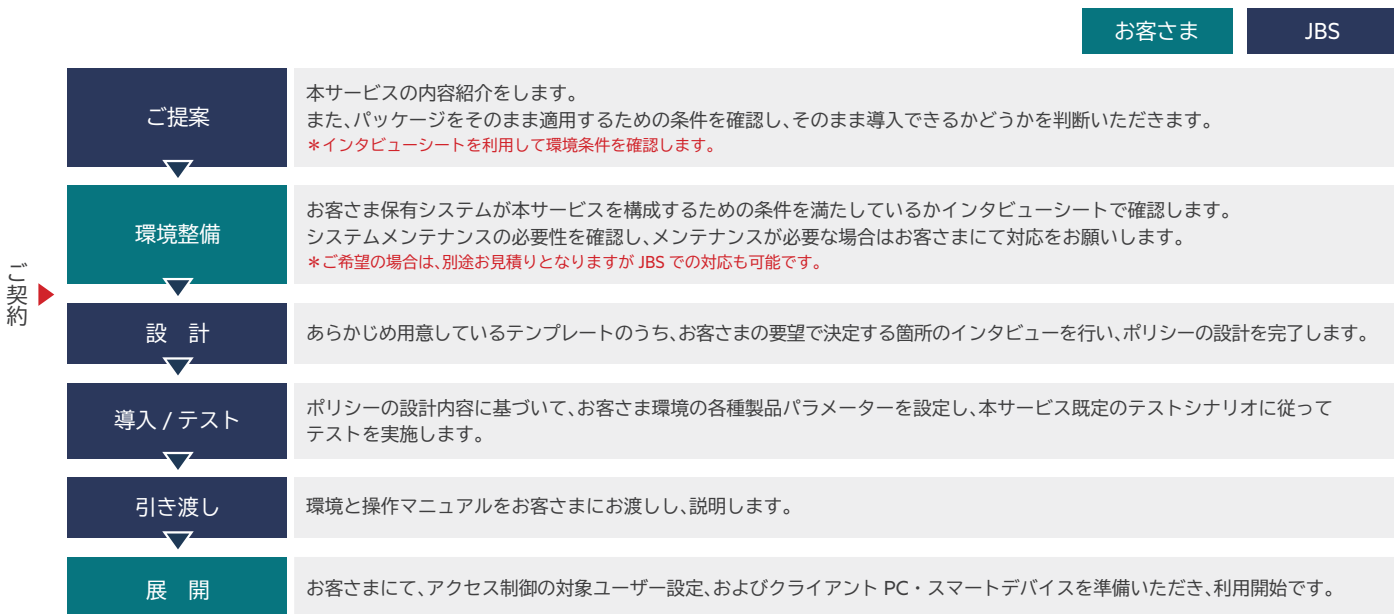 お客さま
JBS
ご提案
本サービスの内容紹介をします。
また、パッケージをそのまま適用するための条件を確認し、そのまま導入できるかどうかを判断いただきます。
＊インタビューシートを利用して環境条件を確認します。
環境整備
お客さま保有システムが本サービスを構成するための条件を満たしているかインタビューシートで確認します。
システムメンテナンスの必要性を確認し、メンテナンスが必要な場合はお客さまにて対応をお願いします。
＊ご希望の場合は、別途お見積りとなりますが JBS での対応も可能です。
ご契約
設　計
あらかじめ用意しているテンプレートのうち、お客さまの要望で決定する箇所のインタビューを行い、ポリシーの設計を完了します。
導入 / テスト
ポリシーの設計内容に基づいて、お客さま環境の各種製品パラメーターを設定し、本サービス既定のテストシナリオに従って
テストを実施します。
引き渡し
環境と操作マニュアルをお客さまにお渡しし、説明します。
展　開
お客さまにて、アクセス制御の対象ユーザー設定、およびクライアント PC・スマートデバイスを準備いただき、利用開始です。